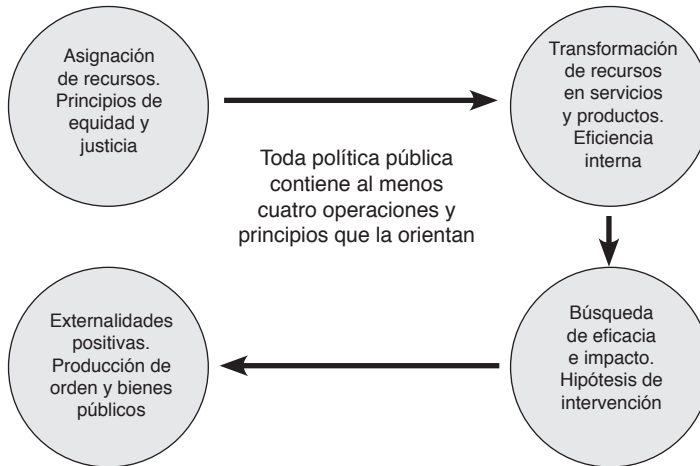 Asignación
de recursos.
Principios de
equidad y
justicia
Transformación
de recursos
en servicios
y productos.
Eficiencia
interna
Toda política pública
contiene al menos
cuatro operaciones y
principios que la orientan
Búsqueda
de eficacia
e impacto.
Hipótesis de
intervención
Externalidades
positivas.
Producción de
orden y bienes
públicos